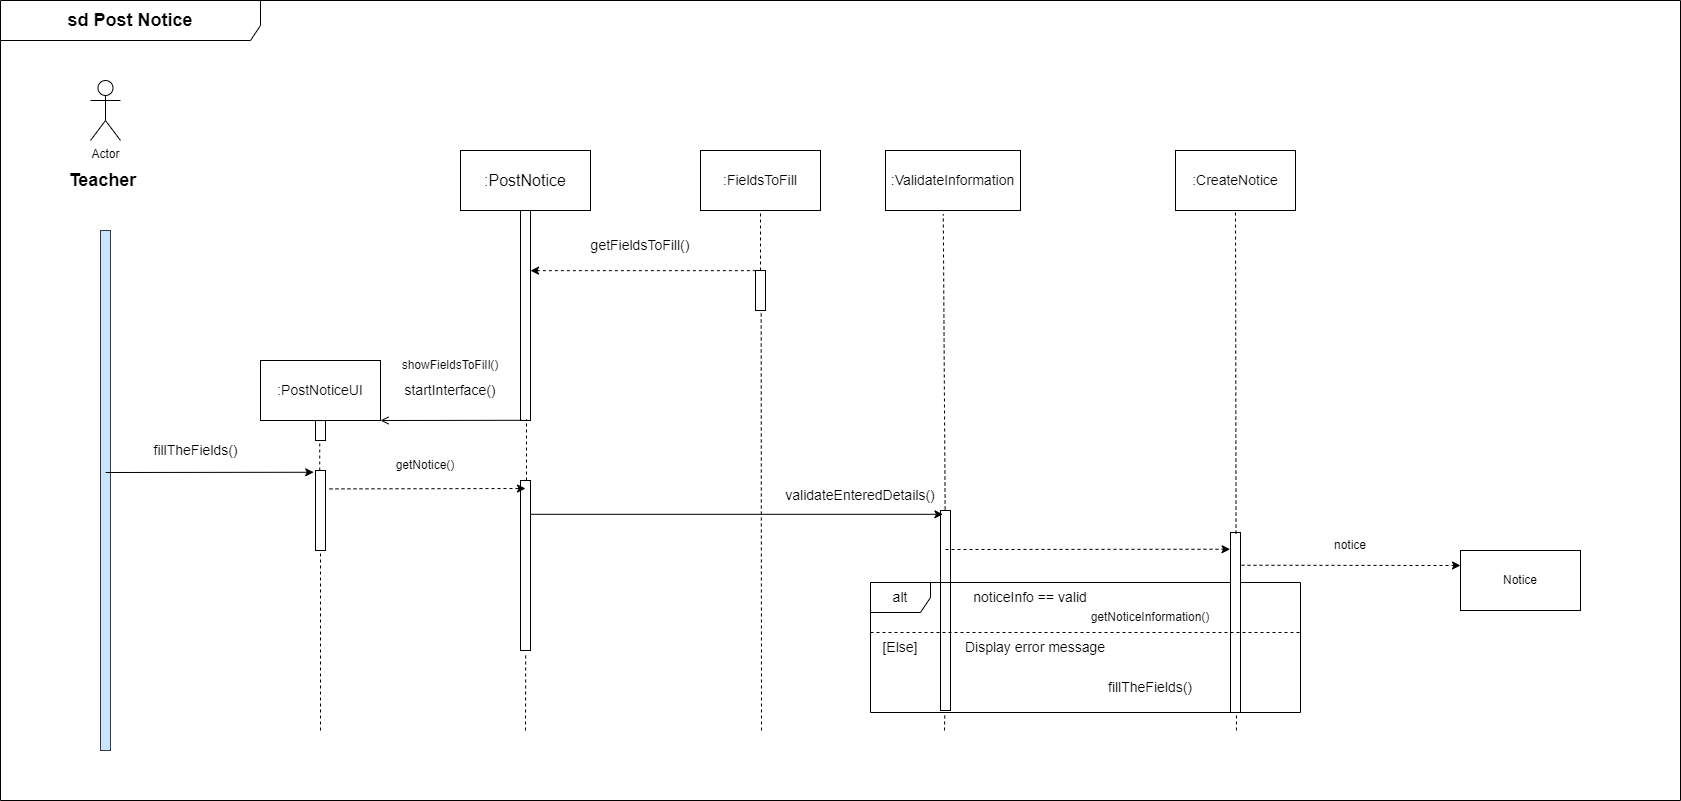 sd Post Notice
Actor
Teacher
:PostNotice
:FieldsToFill
:ValidateInformation
:CreateNotice
getFieldsToFill()
showFieldsToFill()
startInterface()
:PostNoticeUI
fillTheFields()
getNotice()
validateEnteredDetails()
notice
Notice
alt
noticeInfo == valid
getNoticeInformation()
[Else]
Display error message
fillTheFields()